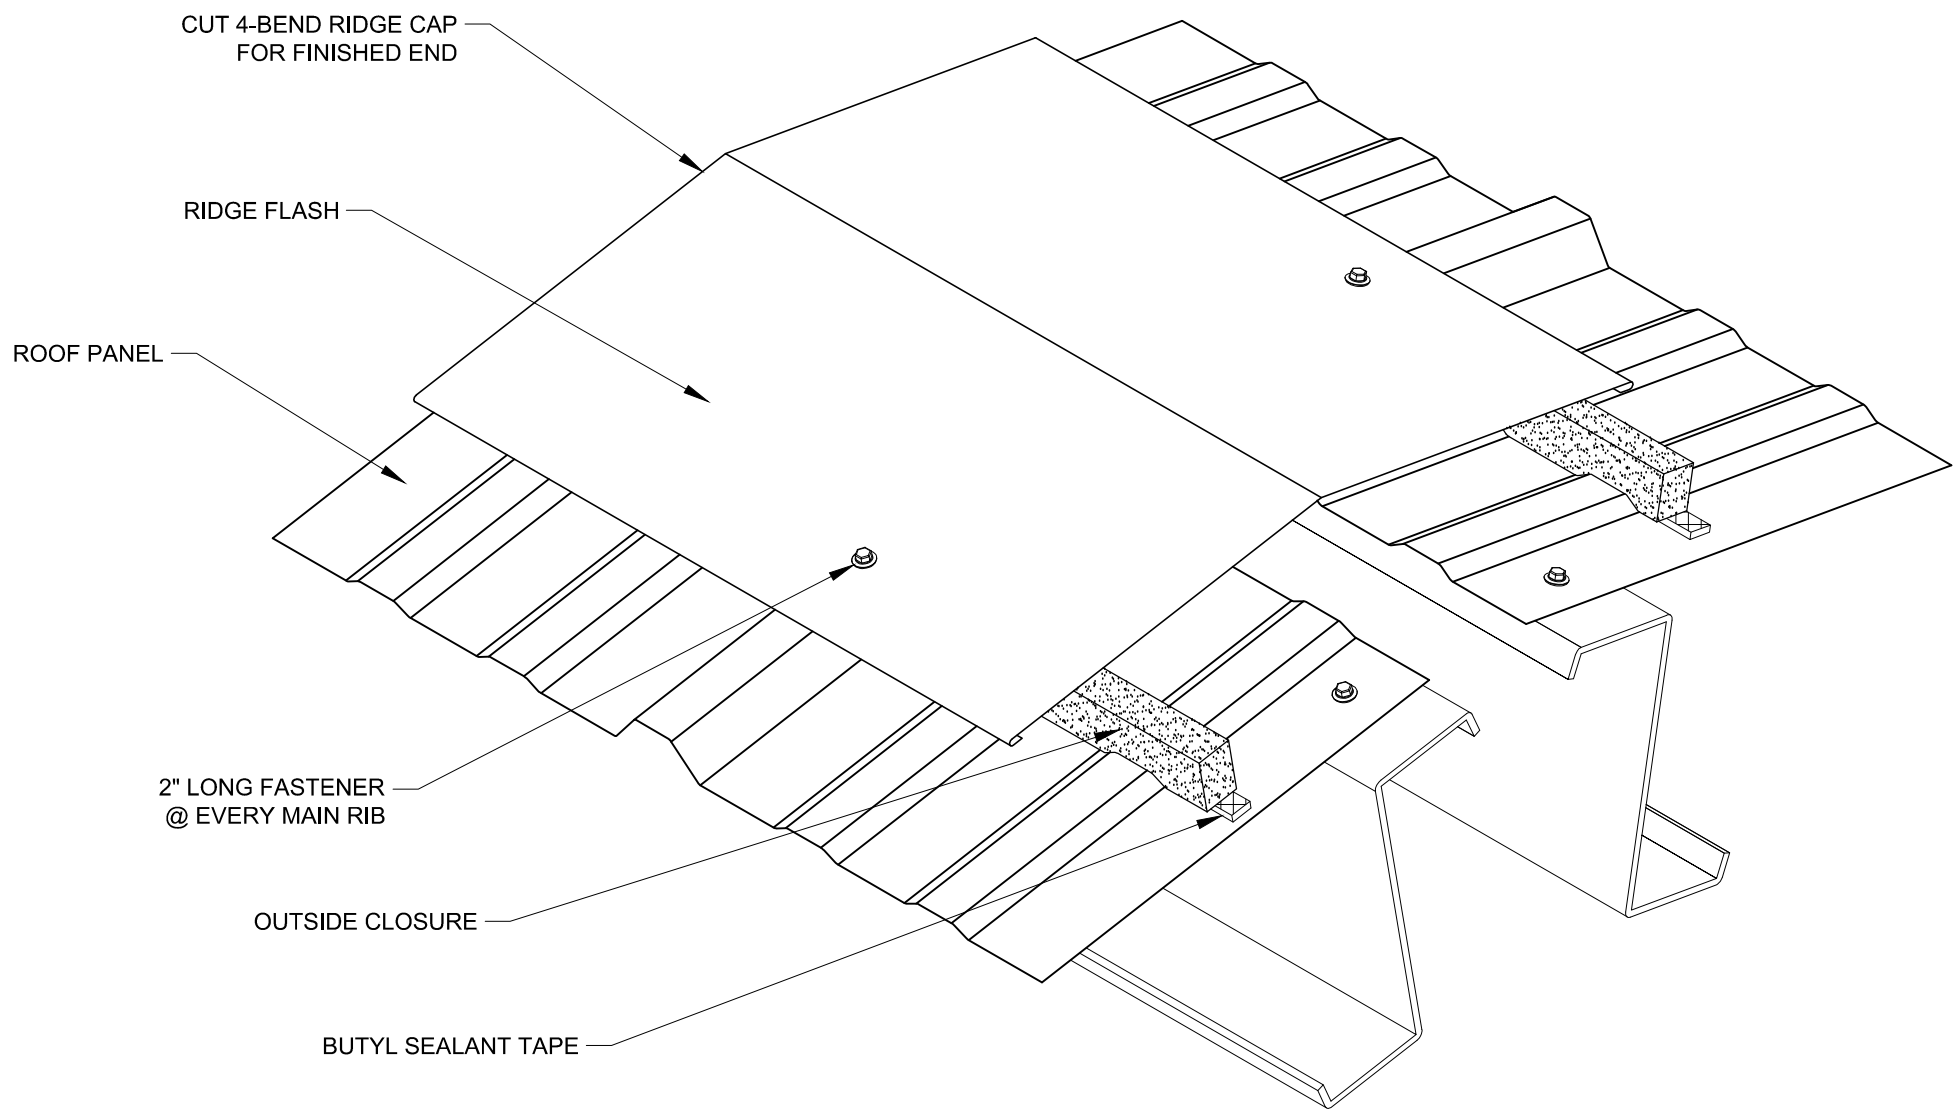 CUT 4-BEND RIDGE CAP
FOR FINISHED END
RIDGE FLASH
ROOF PANEL
2" LONG FASTENER
@ EVERY MAIN RIB
OUTSIDE CLOSURE
BUTYL SEALANT TAPE